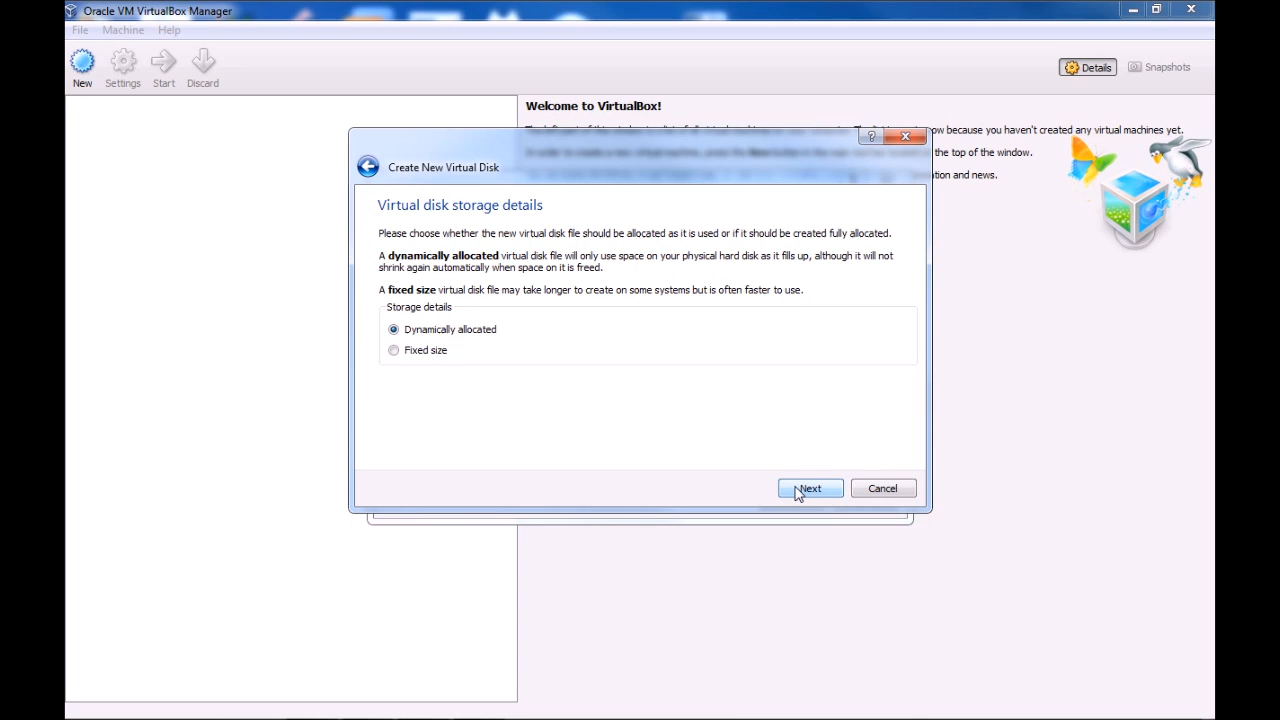 Oracle VM VirtualBox Manager
File Machine Help
New Settings Start Discard
Details Snapshots
Welcome to VirtualBox!
now because you haven't created any virtual machines yet.
the top of the window.
and news.
Create New Virtual Disk
Virtual disk storage details
Please choose whether the new virtual disk file should be allocated as it is used or if it should be created fully allocated.
A dynamically allocated virtual disk file will only use space on your physical hard disk as it fills up, although it will not
shrink again automatically when space on it is freed.
A fixed size virtual disk file may take longer to create on some systems but is often faster to use.
Storage details
Dynamically allocated
Fixed size
Next Cancel